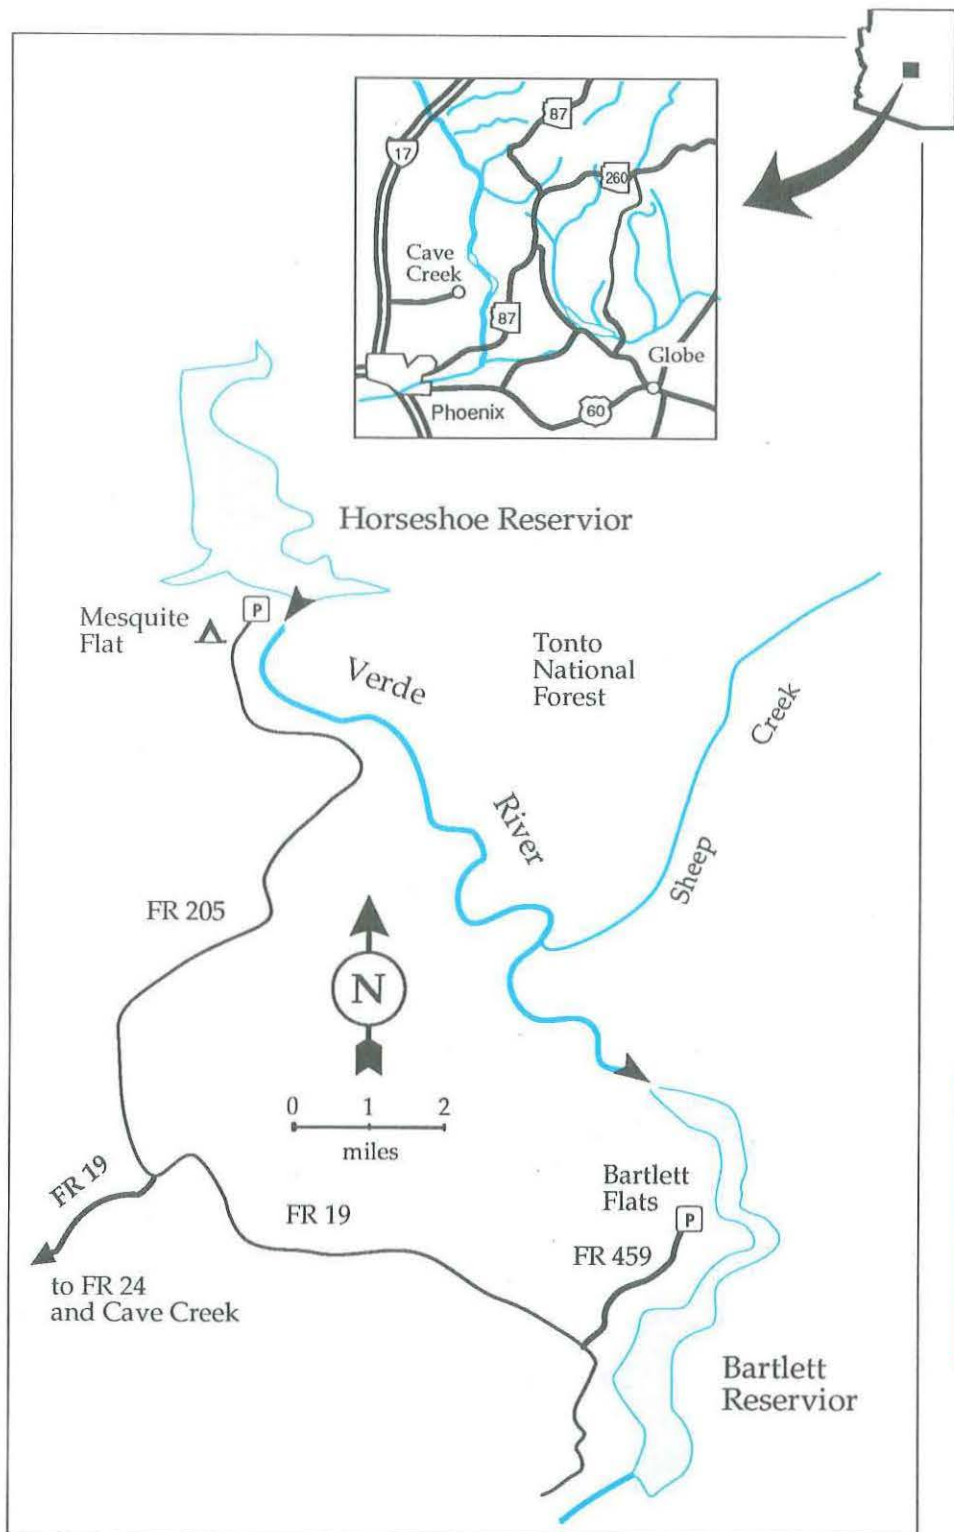 87
17
260
Cave
Creek
87
Globe
Phoenix
60
Horseshoe Reservior
Mesquite
Flat
P
Verde
River
Tonto
National
Forest
Sheep
Creek
FR 205
N
0 1 2
miles
FR 19
FR 19
to FR 24
and Cave Creek
Bartlett
Flats
P
FR 459
Bartlett
Reservior